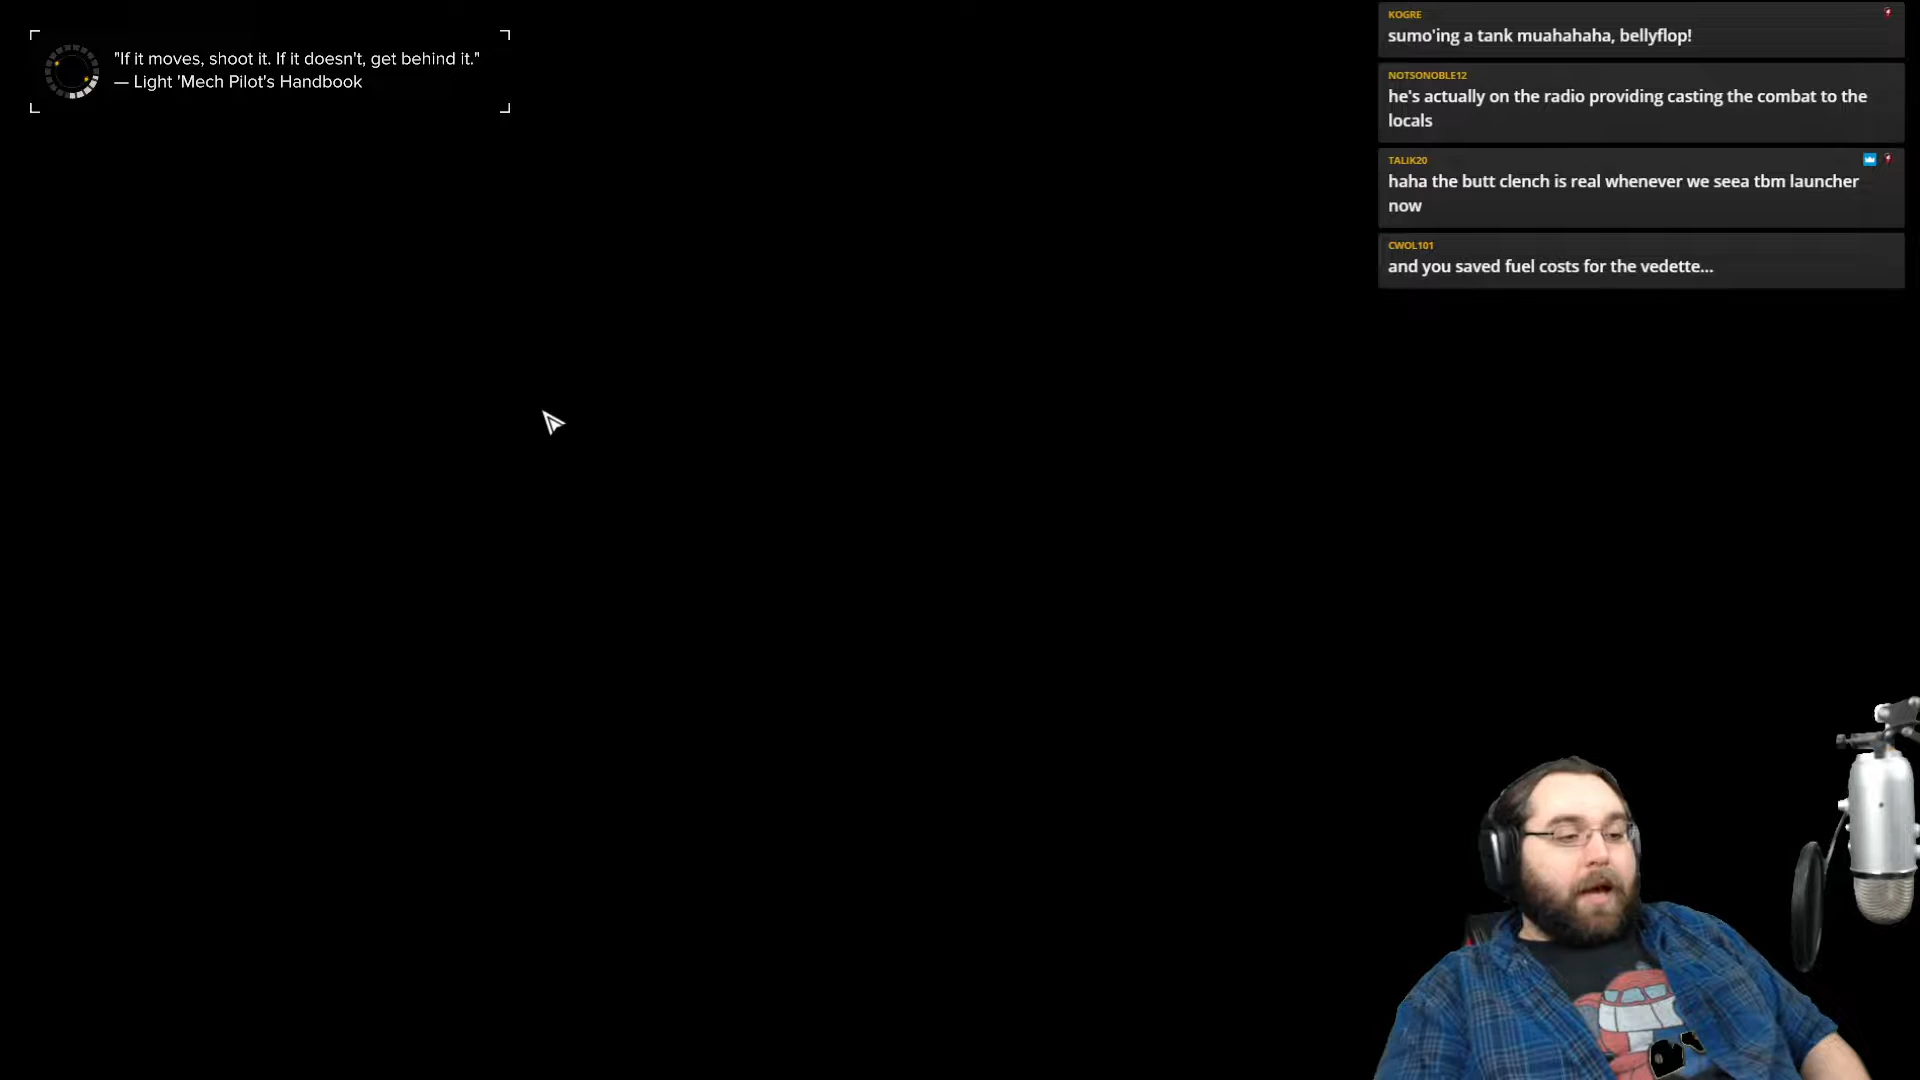 "If it moves, shoot it. If it doesn't, get behind it."
— Light 'Mech Pilot's Handbook
KOGRE
sumo'ing a tank muahahaha, bellyflop!
NOTSONOBLE12
he's actually on the radio providing casting the combat to the
locals
TALIK20
haha the butt clench is real whenever we seea tbm launcher
now
CWOL101
and you saved fuel costs for the vedette...